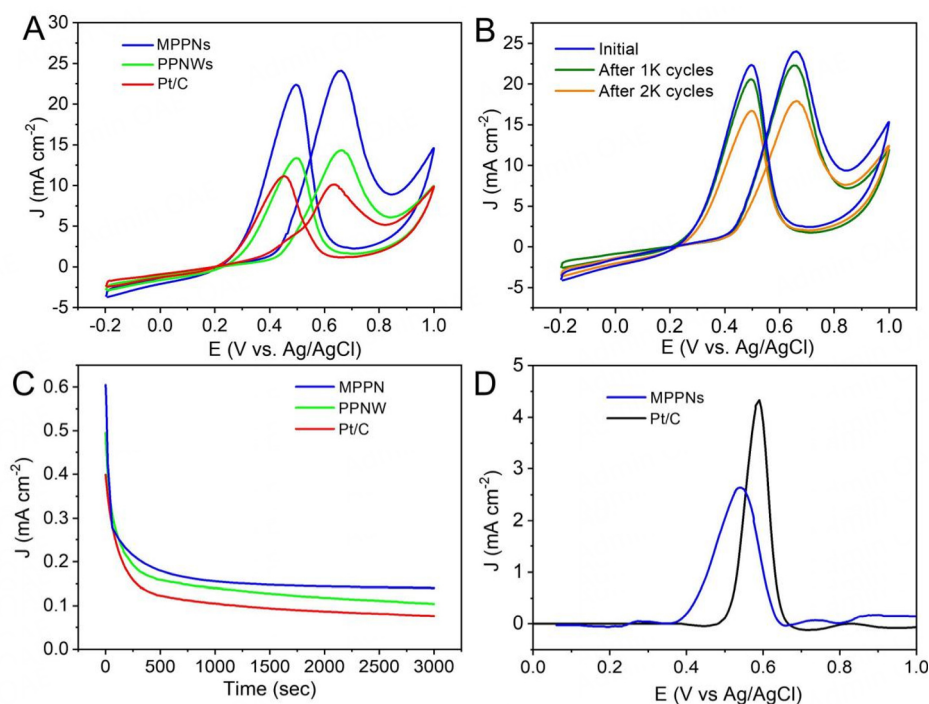 A
MPPNs
PPNWs
Pt/C
J (mA cm⁻²)
30
25
20
15
10
5
0
-5
-0.2 0.0 0.2 0.4 0.6 0.8 1.0
E (V vs. Ag/AgCl)
B
Initial
After 1K cycles
After 2K cycles
J (mA cm⁻²)
25
20
15
10
5
0
-5
-0.2 0.0 0.2 0.4 0.6 0.8 1.0
E (V vs. Ag/AgCl)
C
MPPN
PPNW
Pt/C
J (mA cm⁻²)
0.6
0.5
0.4
0.3
0.2
0.1
0.0
0 500 1000 1500 2000 2500 3000
Time (sec)
D
MPPNs
Pt/C
J (mA cm⁻²)
5
4
3
2
1
0
0.0 0.2 0.4 0.6 0.8 1.0
E (V vs Ag/AgCl)